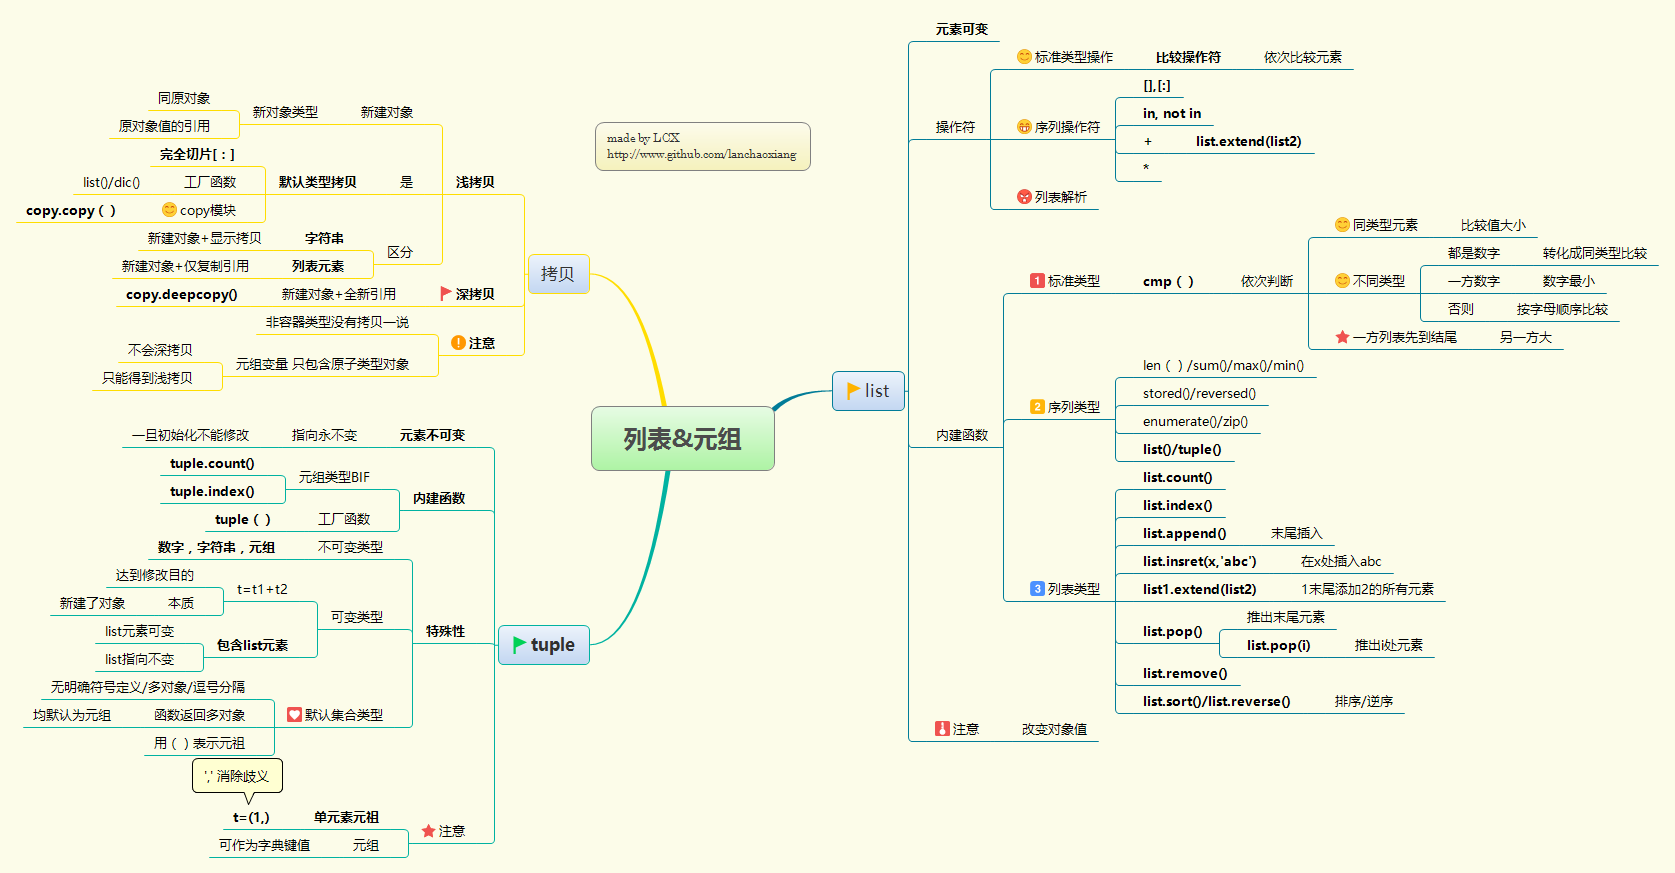 列表&元组
made by LCX
http://www.github.com/lanchaoxiang
list
元素可变
操作符
标准类型操作
比较操作符
依次比较元素
序列操作符
[],[:]
in, not in
+
list.extend(list2)
*
列表解析
内建函数
1 标准类型
cmp（）
依次判断
同类型元素
比较值大小
不同类型
都是数字
转化成同类型比较
一方数字
数字最小
否则
按字母顺序比较
一方列表先到结尾
另一方大
2 序列类型
len（）/sum()/max()/min()
stored()/reversed()
enumerate()/zip()
list()/tuple()
3 列表类型
list.count()
list.index()
list.append()
末尾插入
list.insret(x,'abc')
在x处插入abc
list1.extend(list2)
1末尾添加2的所有元素
list.pop()
推出末尾元素
list.pop(i)
推出i处元素
list.remove()
list.sort()/list.reverse()
排序/逆序
注意
改变对象值
拷贝
浅拷贝
新建对象
新对象类型
同原对象
原对象值的引用
是
默认类型拷贝
完全切片[：]
工厂函数
list()/dic()
copy模块
copy.copy（）
区分
字符串
新建对象+显示拷贝
列表元素
新建对象+仅复制引用
深拷贝
新建对象+全新引用
copy.deepcopy()
注意
非容器类型没有拷贝一说
元组变量 只包含原子类型对象
不会深拷贝
只能得到浅拷贝
tuple
元素不可变
指向永不变
一旦初始化不能修改
内建函数
元组类型BIF
tuple.count()
tuple.index()
工厂函数
tuple（）
特殊性
不可变类型
数字，字符串，元组
可变类型
t=t1+t2
达到修改目的
本质
新建了对象
包含list元素
list元素可变
list指向不变
默认集合类型
无明确符号定义/多对象/逗号分隔
函数返回多对象
均默认为元组
用（）表示元祖
注意
单元素元祖
t=(1,)
',' 消除歧义
元组
可作为字典键值